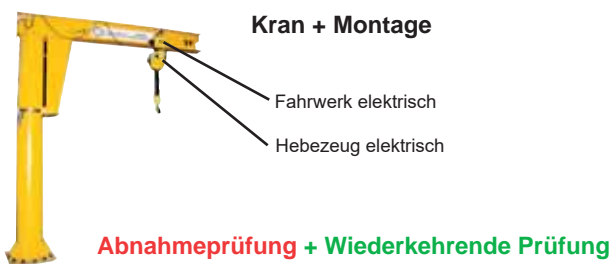 Kran + Montage
Fahrwerk elektrisch
Hebezeug elektrisch
Abnahmeprüfung + Wiederkehrende Prüfung